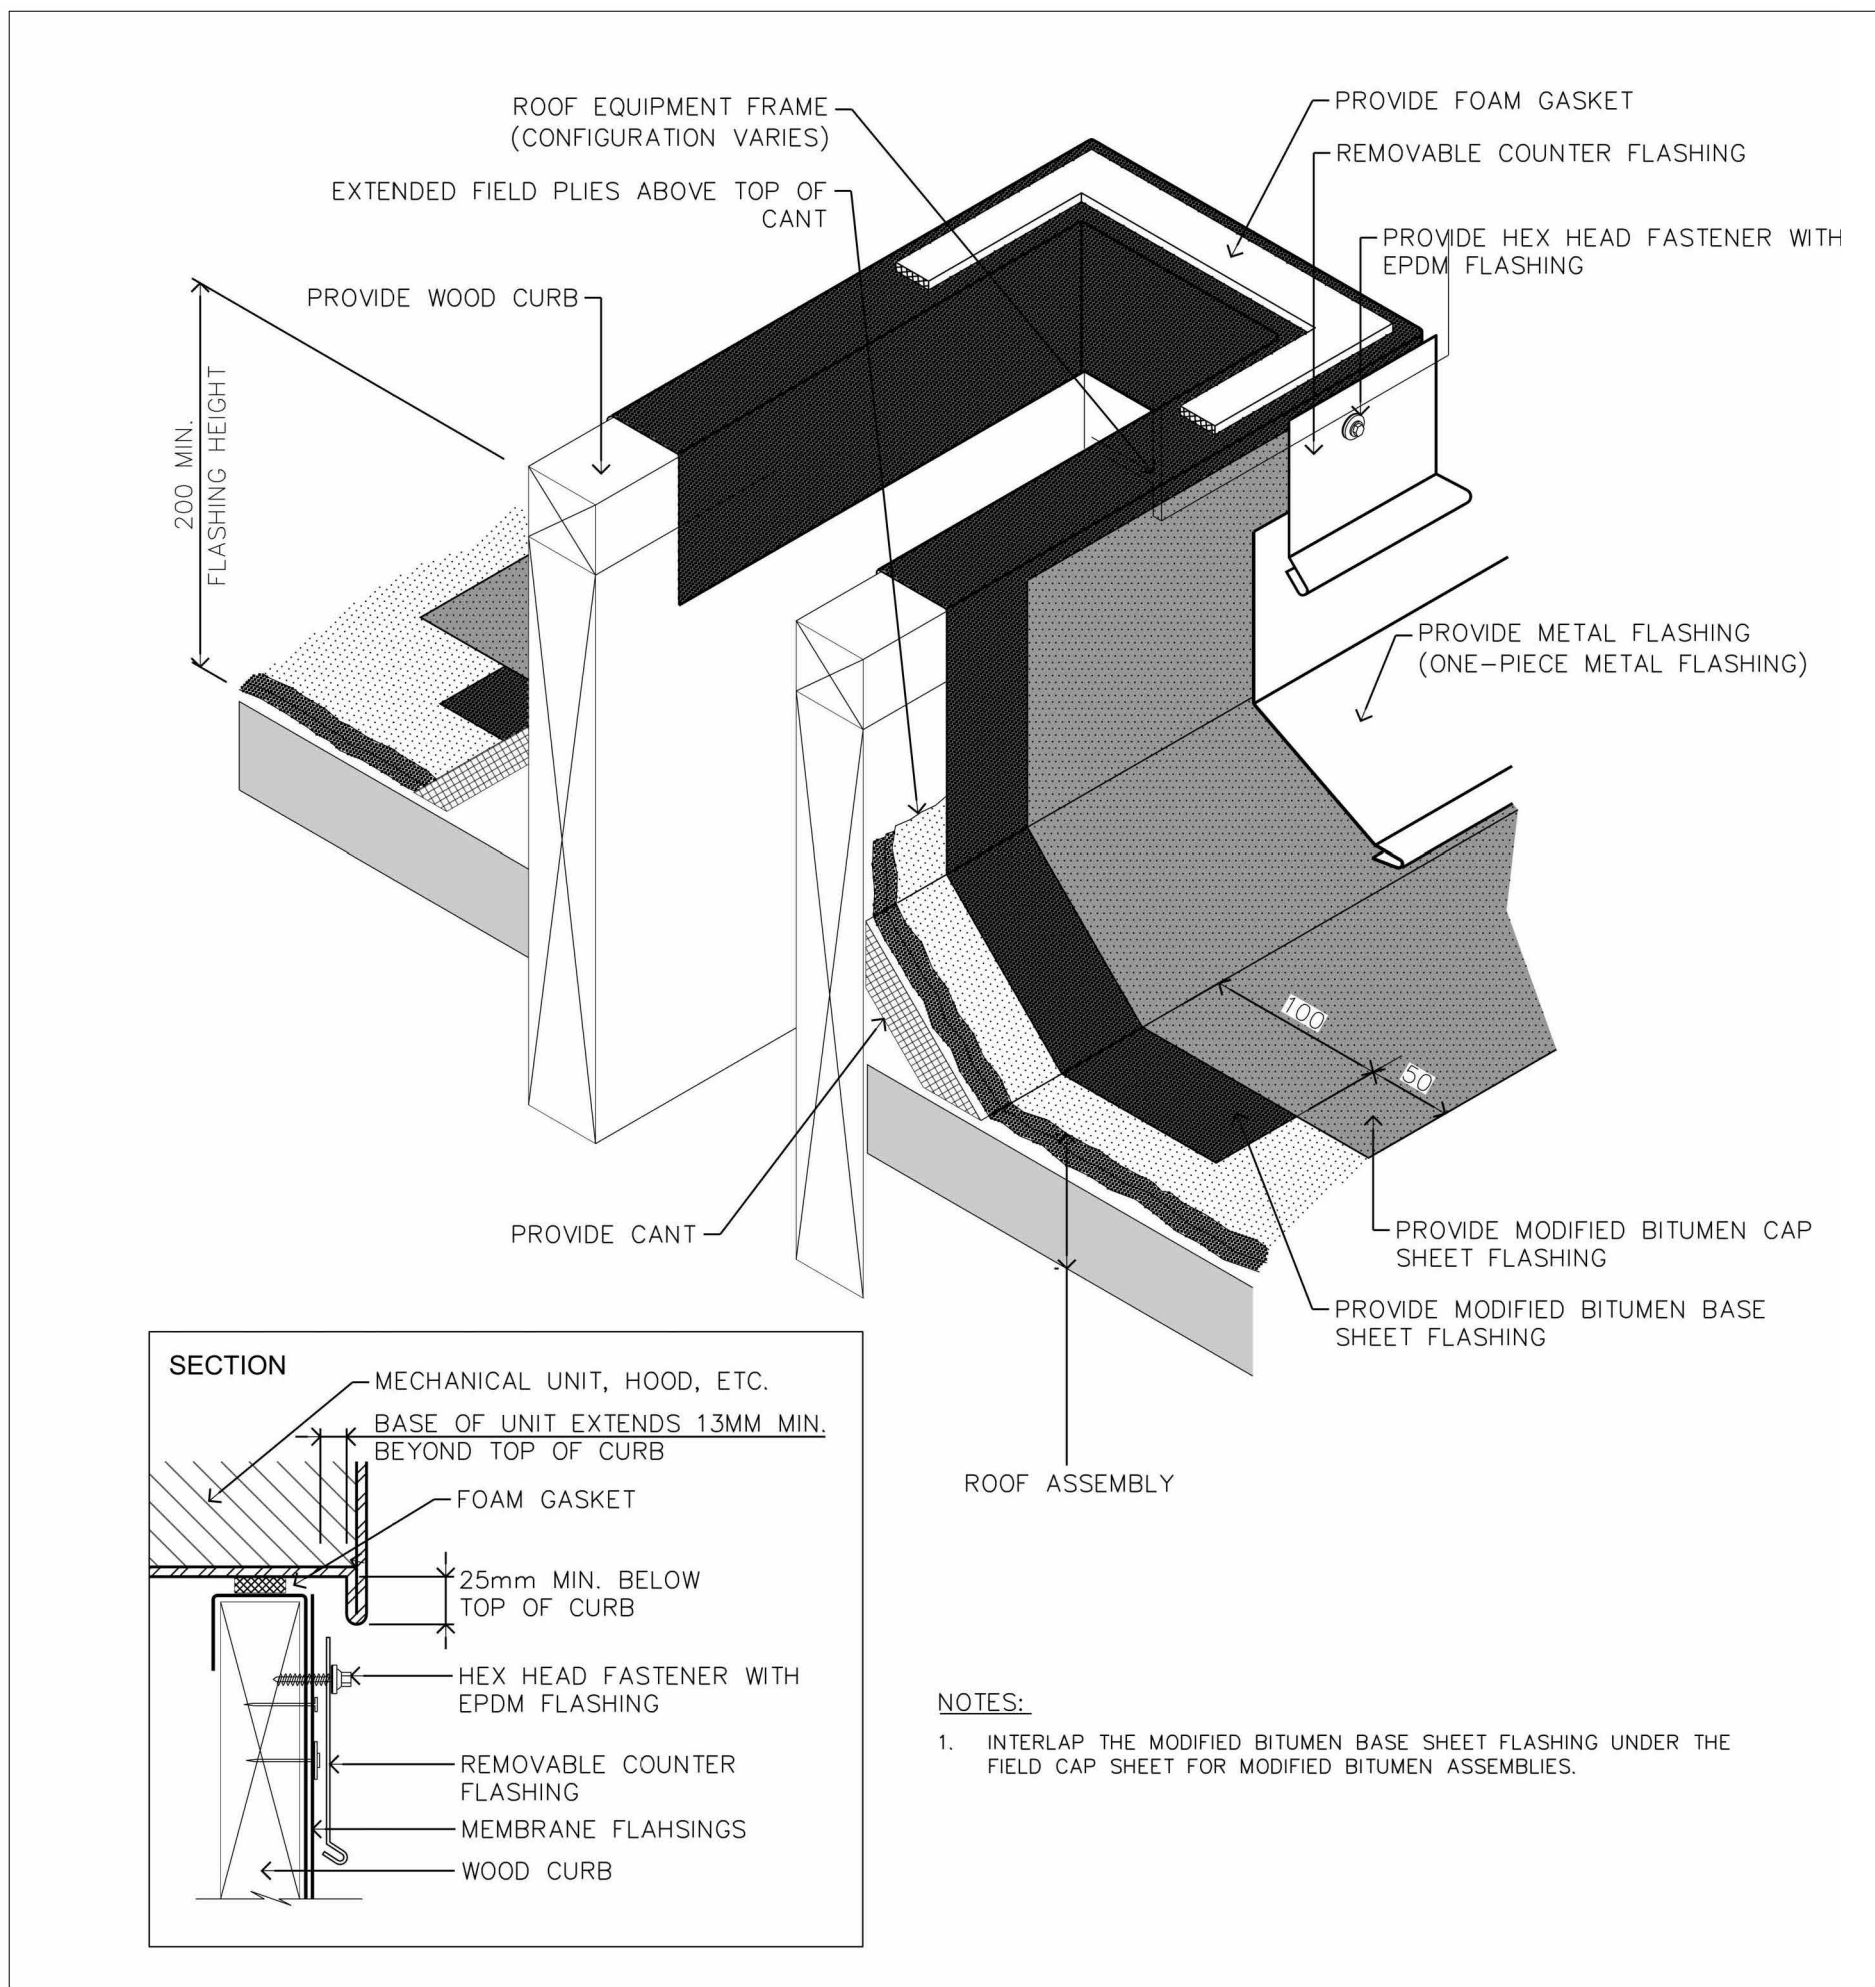 ROOF EQUIPMENT FRAME
(CONFIGURATION VARIES)
EXTENDED FIELD PLIES ABOVE TOP OF
CANT
PROVIDE WOOD CURB
200 MIN.
FLASHING HEIGHT
PROVIDE FOAM GASKET
REMOVABLE COUNTER FLASHING
PROVIDE HEX HEAD FASTENER WITH
EPDM FLASHING
PROVIDE METAL FLASHING
(ONE-PIECE METAL FLASHING)
100
50
PROVIDE CANT
PROVIDE MODIFIED BITUMEN CAP
SHEET FLASHING
PROVIDE MODIFIED BITUMEN BASE
SHEET FLASHING
ROOF ASSEMBLY
SECTION
MECHANICAL UNIT, HOOD, ETC.
BASE OF UNIT EXTENDS 13MM MIN.
BEYOND TOP OF CURB
FOAM GASKET
25mm MIN. BELOW
TOP OF CURB
HEX HEAD FASTENER WITH
EPDM FLASHING
REMOVABLE COUNTER
FLASHING
MEMBRANE FLAHSINGS
WOOD CURB
NOTES:
1. INTERLAP THE MODIFIED BITUMEN BASE SHEET FLASHING UNDER THE
FIELD CAP SHEET FOR MODIFIED BITUMEN ASSEMBLIES.